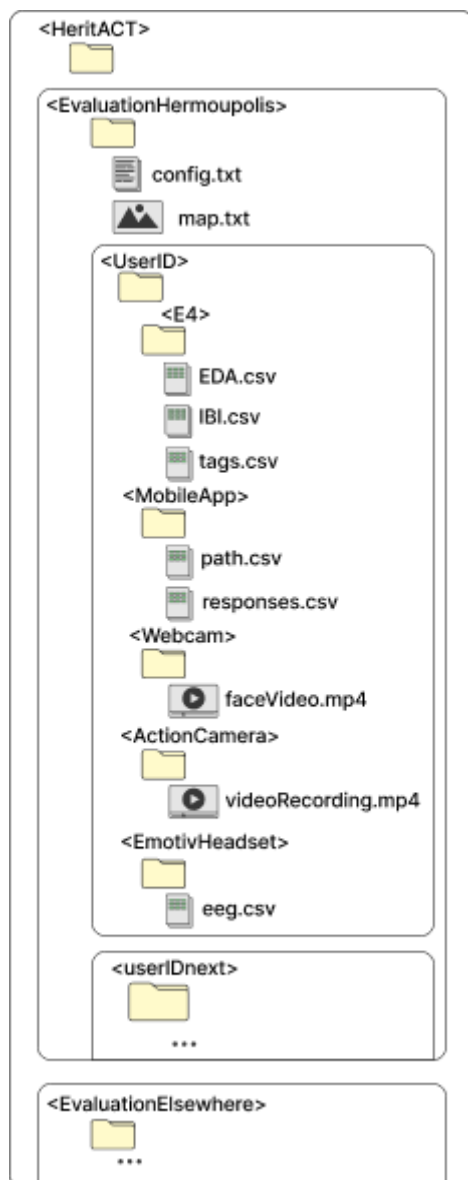 <HeritACT>
<EvaluationHermoupolis>
config.txt
map.txt
<UserID>
<E4>
EDA.csv
IBI.csv
tags.csv
<MobileApp>
path.csv
responses.csv
<Webcam>
faceVideo.mp4
<ActionCamera>
videoRecording.mp4
<EmotivHeadset>
eeg.csv
<userIDnext>
...
<EvaluationElsewhere>
...